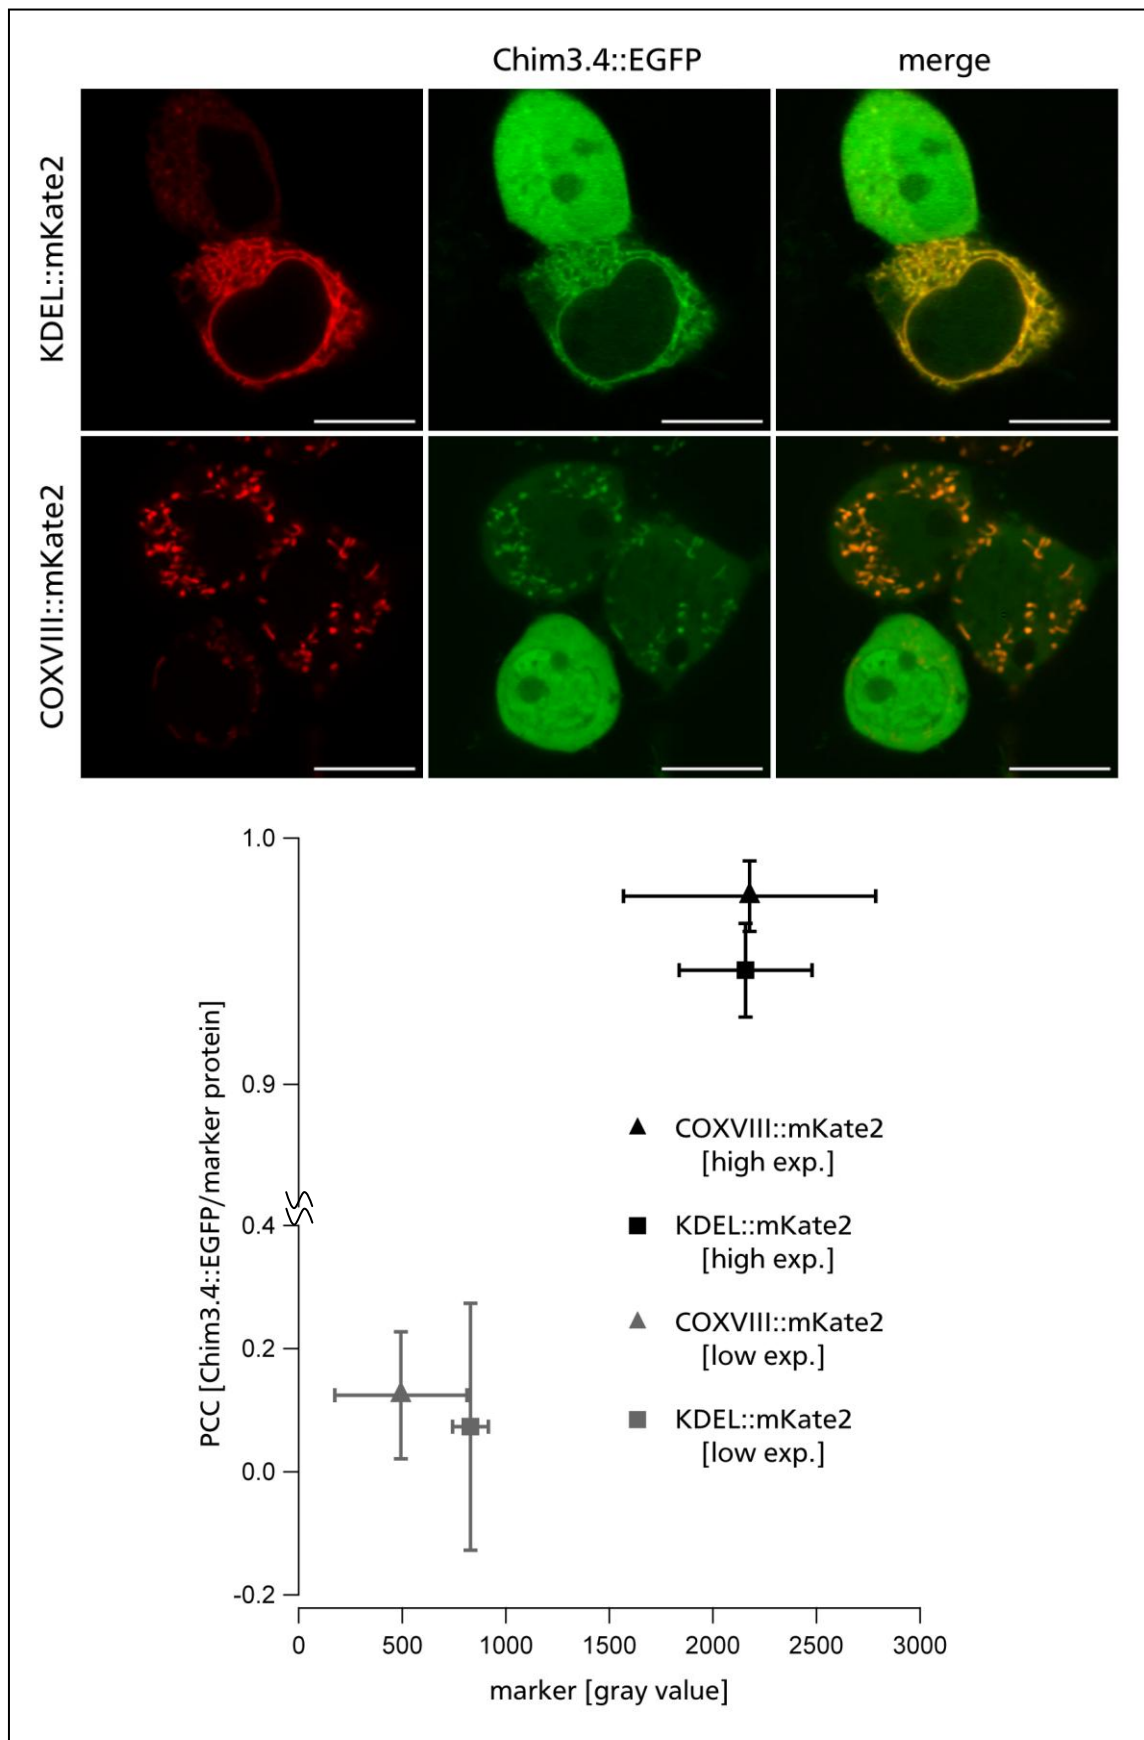 Chim3.4::EGFP
merge
KDEL::mKate2
COXVIII::mKate2
PCC [Chim3.4::EGFP/marker protein]
1.0
0.9
0.4
0.2
0.0
-0.2
COXVIII::mKate2
[high exp.]
KDEL::mKate2
[high exp.]
COXVIII::mKate2
[low exp.]
KDEL::mKate2
[low exp.]
0 500 1000 1500 2000 2500 3000
marker [gray value]